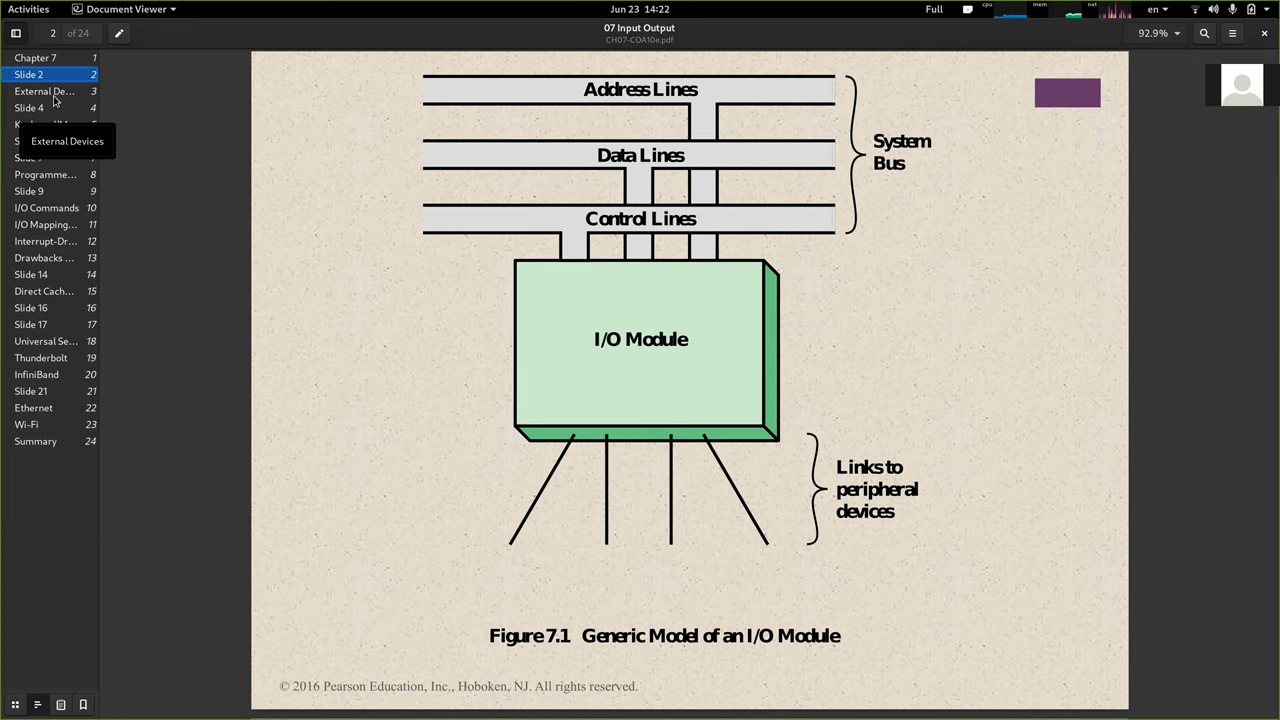 Activities
Document Viewer
Jun 23 14:22
Full
cpu
mem
net
en
2 of 24
07 Input Output
CH07-COA10e.pdf
92.9%
Chapter 7 1
Slide 2 2
External De... 3
Slide 4 4
External Devices
Programme... 8
Slide 9 9
I/O Commands 10
I/O Mapping... 11
Interrupt-Dr... 12
Drawbacks ... 13
Slide 14 14
Direct Cach... 15
Slide 16 16
Slide 17 17
Universal Se... 18
Thunderbolt 19
InfiniBand 20
Slide 21 21
Ethernet 22
Wi-Fi 23
Summary 24
Address Lines
Data Lines
Control Lines
System
Bus
I/O Module
Links to
peripheral
devices
Figure 7.1 Generic Model of an I/O Module
© 2016 Pearson Education, Inc., Hoboken, NJ. All rights reserved.